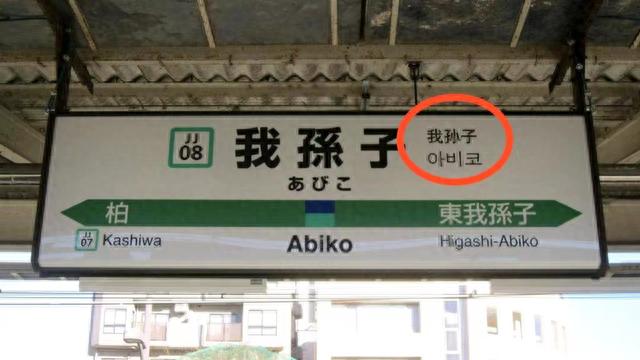 JJ
08
我孫子
我孙子
아비코
あびこ
柏
東我孫子
JJ
07
Kashiwa
Abiko
Higashi-Abiko